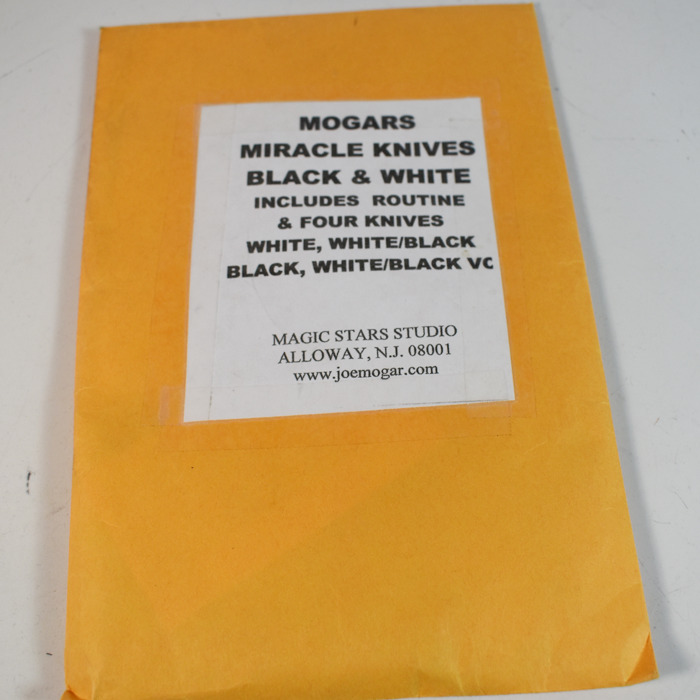 MOGARS
MIRACLE KNIVES
BLACK & WHITE
INCLUDES ROUTINE
& FOUR KNIVES
WHITE, WHITE/BLACK
BLACK, WHITE/BLACK VC
MAGIC STARS STUDIO
ALLOWAY, N.J. 08001
www.joemogar.com